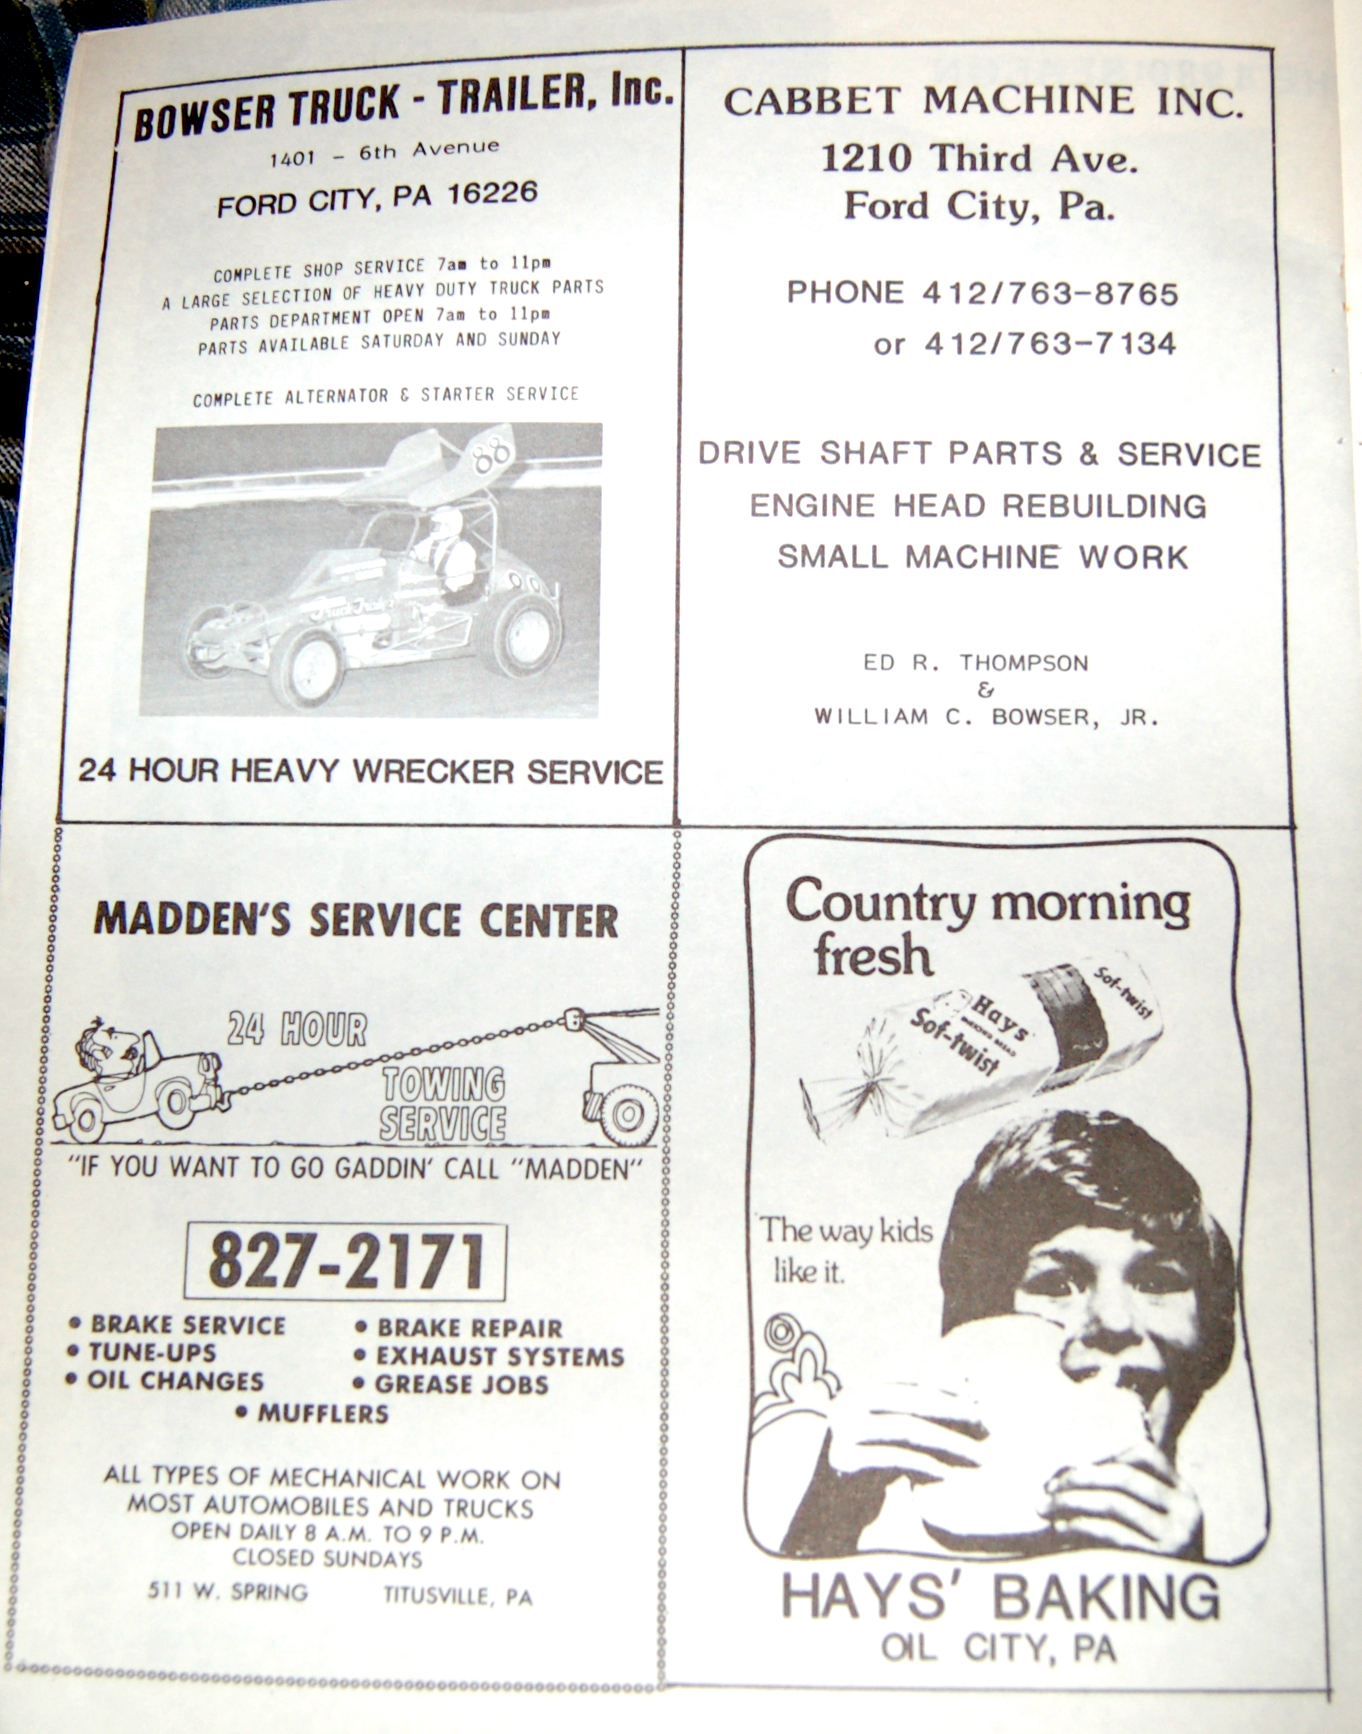 BOWSER TRUCK - TRAILER, Inc.
1401 - 6th Avenue
FORD CITY, PA 16226
COMPLETE SHOP SERVICE 7am to 11pm
A LARGE SELECTION OF HEAVY DUTY TRUCK PARTS
PARTS DEPARTMENT OPEN 7am to 11pm
PARTS AVAILABLE SATURDAY AND SUNDAY
COMPLETE ALTERNATOR & STARTER SERVICE
88
Truck-Trailer
24 HOUR HEAVY WRECKER SERVICE
CABBET MACHINE INC.
1210 Third Ave.
Ford City, Pa.
PHONE 412/763-8765
or 412/763-7134
DRIVE SHAFT PARTS & SERVICE
ENGINE HEAD REBUILDING
SMALL MACHINE WORK
ED R. THOMPSON
&
WILLIAM C. BOWSER, JR.
MADDEN'S SERVICE CENTER
24 HOUR
TOWING
SERVICE
"IF YOU WANT TO GO GADDIN' CALL "MADDEN"
827-2171
• BRAKE SERVICE
• BRAKE REPAIR
• TUNE-UPS
• EXHAUST SYSTEMS
• OIL CHANGES
• GREASE JOBS
• MUFFLERS
ALL TYPES OF MECHANICAL WORK ON
MOST AUTOMOBILES AND TRUCKS
OPEN DAILY 8 A.M. TO 9 P.M.
CLOSED SUNDAYS
511 W. SPRING TITUSVILLE, PA
Country morning
fresh
Hays'
Sof-twist
Sof-twist
The way kids
like it.
HAYS' BAKING
OIL CITY, PA